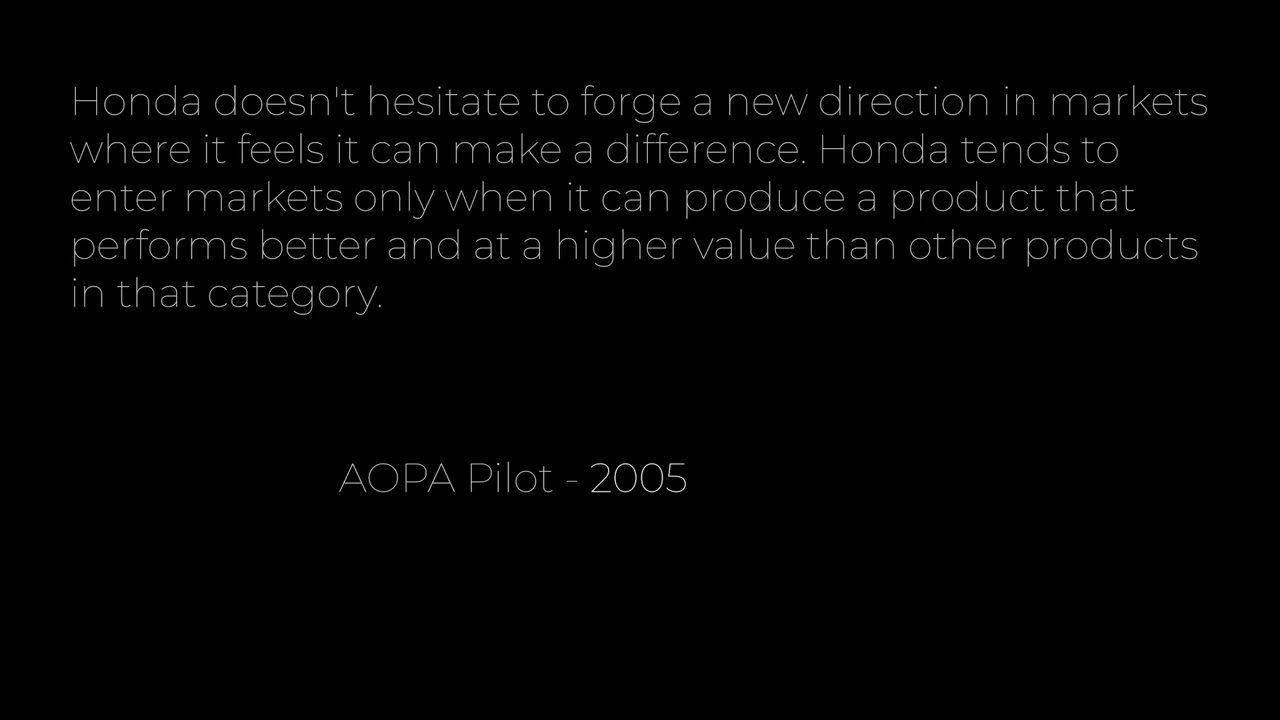 Honda doesn't hesitate to forge a new direction in markets
where it feels it can make a difference. Honda tends to
enter markets only when it can produce a product that
performs better and at a higher value than other products
in that category.
AOPA Pilot - 2005